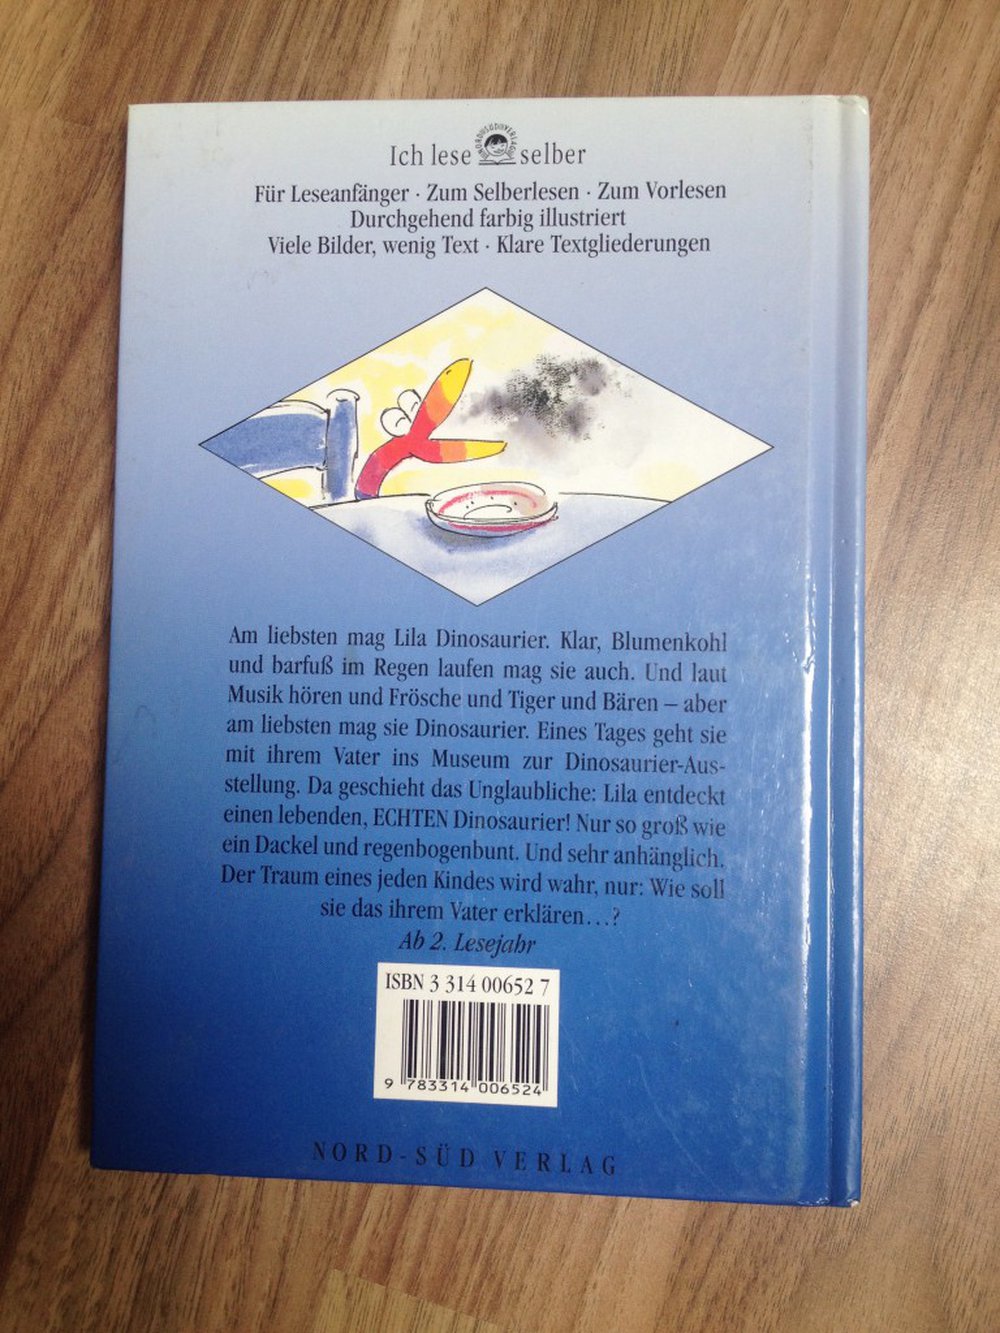 NORD SÜD VERLAG
Ich lese selber
Für Leseanfänger · Zum Selberlesen · Zum Vorlesen
Durchgehend farbig illustriert
Viele Bilder, wenig Text · Klare Textgliederungen
Am liebsten mag Lila Dinosaurier. Klar, Blumenkohl
und barfuß im Regen laufen mag sie auch. Und laut
Musik hören und Frösche und Tiger und Bären – aber
am liebsten mag sie Dinosaurier. Eines Tages geht sie
mit ihrem Vater ins Museum zur Dinosaurier-Aus-
stellung. Da geschieht das Unglaubliche: Lila entdeckt
einen lebenden, ECHTEN Dinosaurier! Nur so groß wie
ein Dackel und regenbogenbunt. Und sehr anhänglich.
Der Traum eines jeden Kindes wird wahr, nur: Wie soll
sie das ihrem Vater erklären...?
Ab 2. Lesejahr
ISBN 3 314 00652 7
9 783314 006524
NORD-SÜD VERLAG